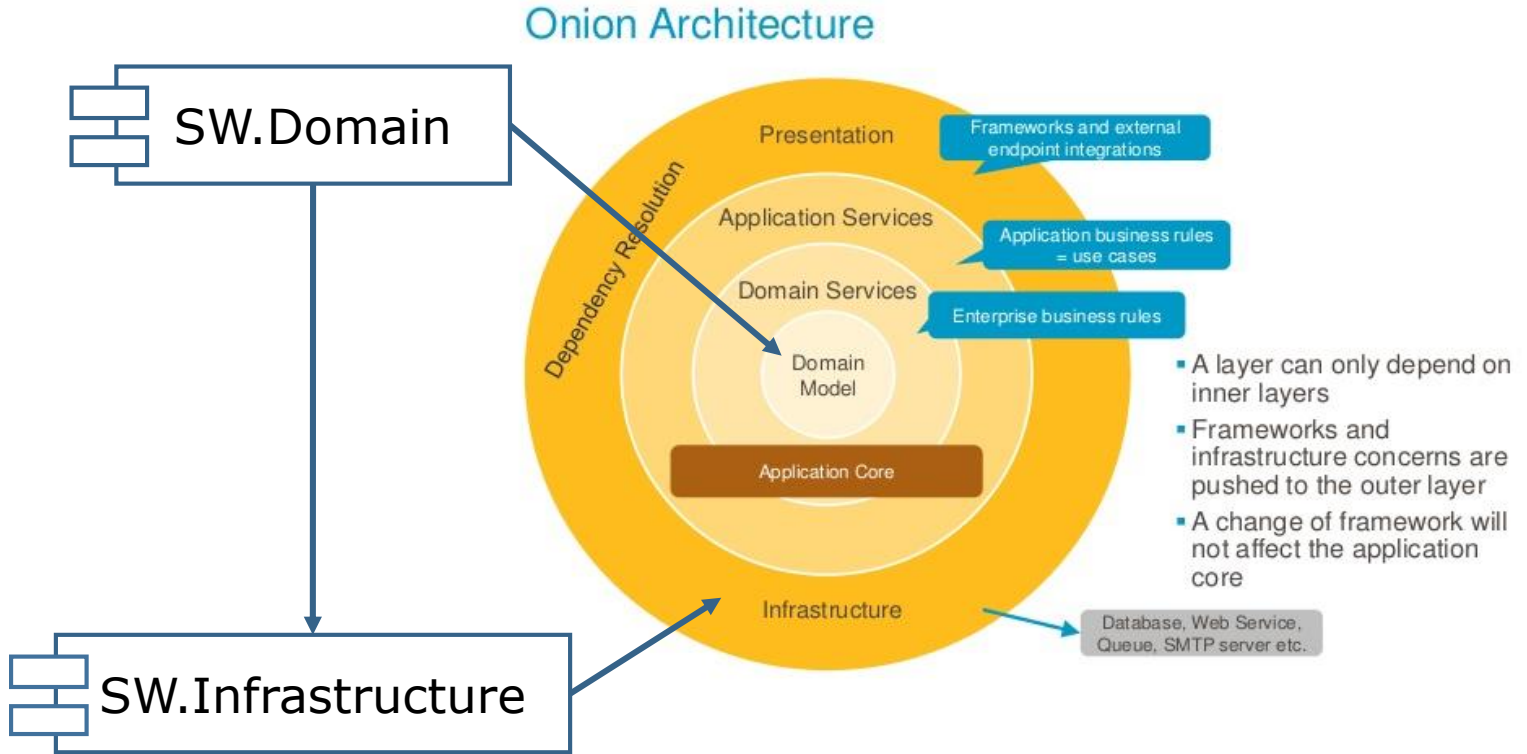 Onion Architecture
SW.Domain
Presentation
Frameworks and external
endpoint integrations
Dependency Resolution
Application Services
Application business rules
= use cases
Domain Services
Enterprise business rules
Domain
Model
▪ A layer can only depend on
inner layers
▪ Frameworks and
infrastructure concerns are
pushed to the outer layer
▪ A change of framework will
not affect the application
core
Application Core
Infrastructure
Database, Web Service,
Queue, SMTP server etc.
SW.Infrastructure